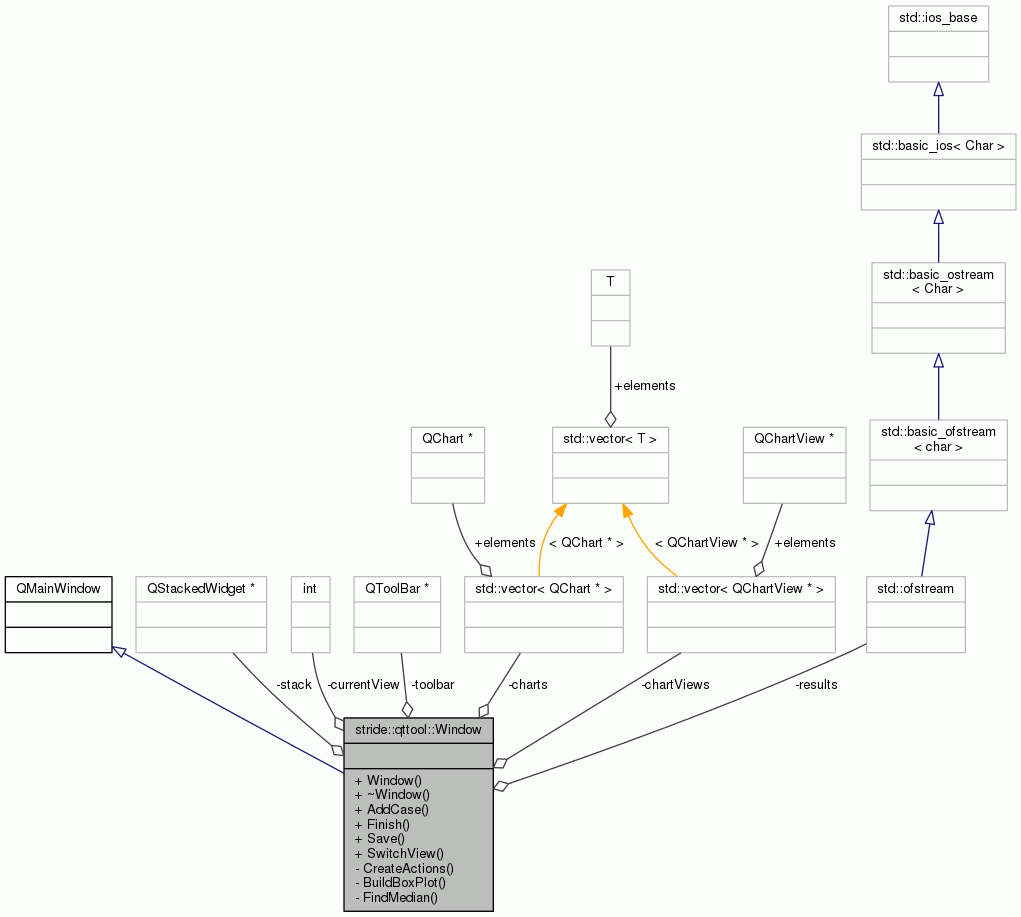 std::ios_base
std::basic_ios< Char >
std::basic_ostream
< Char >
T
+elements
QChart *
std::vector< T >
QChartView *
std::basic_ofstream
< char >
+elements
< QChart * >
< QChartView * >
+elements
QMainWindow
QStackedWidget *
int
QToolBar *
std::vector< QChart * >
std::vector< QChartView * >
std::ofstream
-stack
-currentView
-toolbar
-charts
-chartViews
-results
stride::qttool::Window
+ Window()
+ ~Window()
+ AddCase()
+ Finish()
+ Save()
+ SwitchView()
- CreateActions()
- BuildBoxPlot()
- FindMedian()